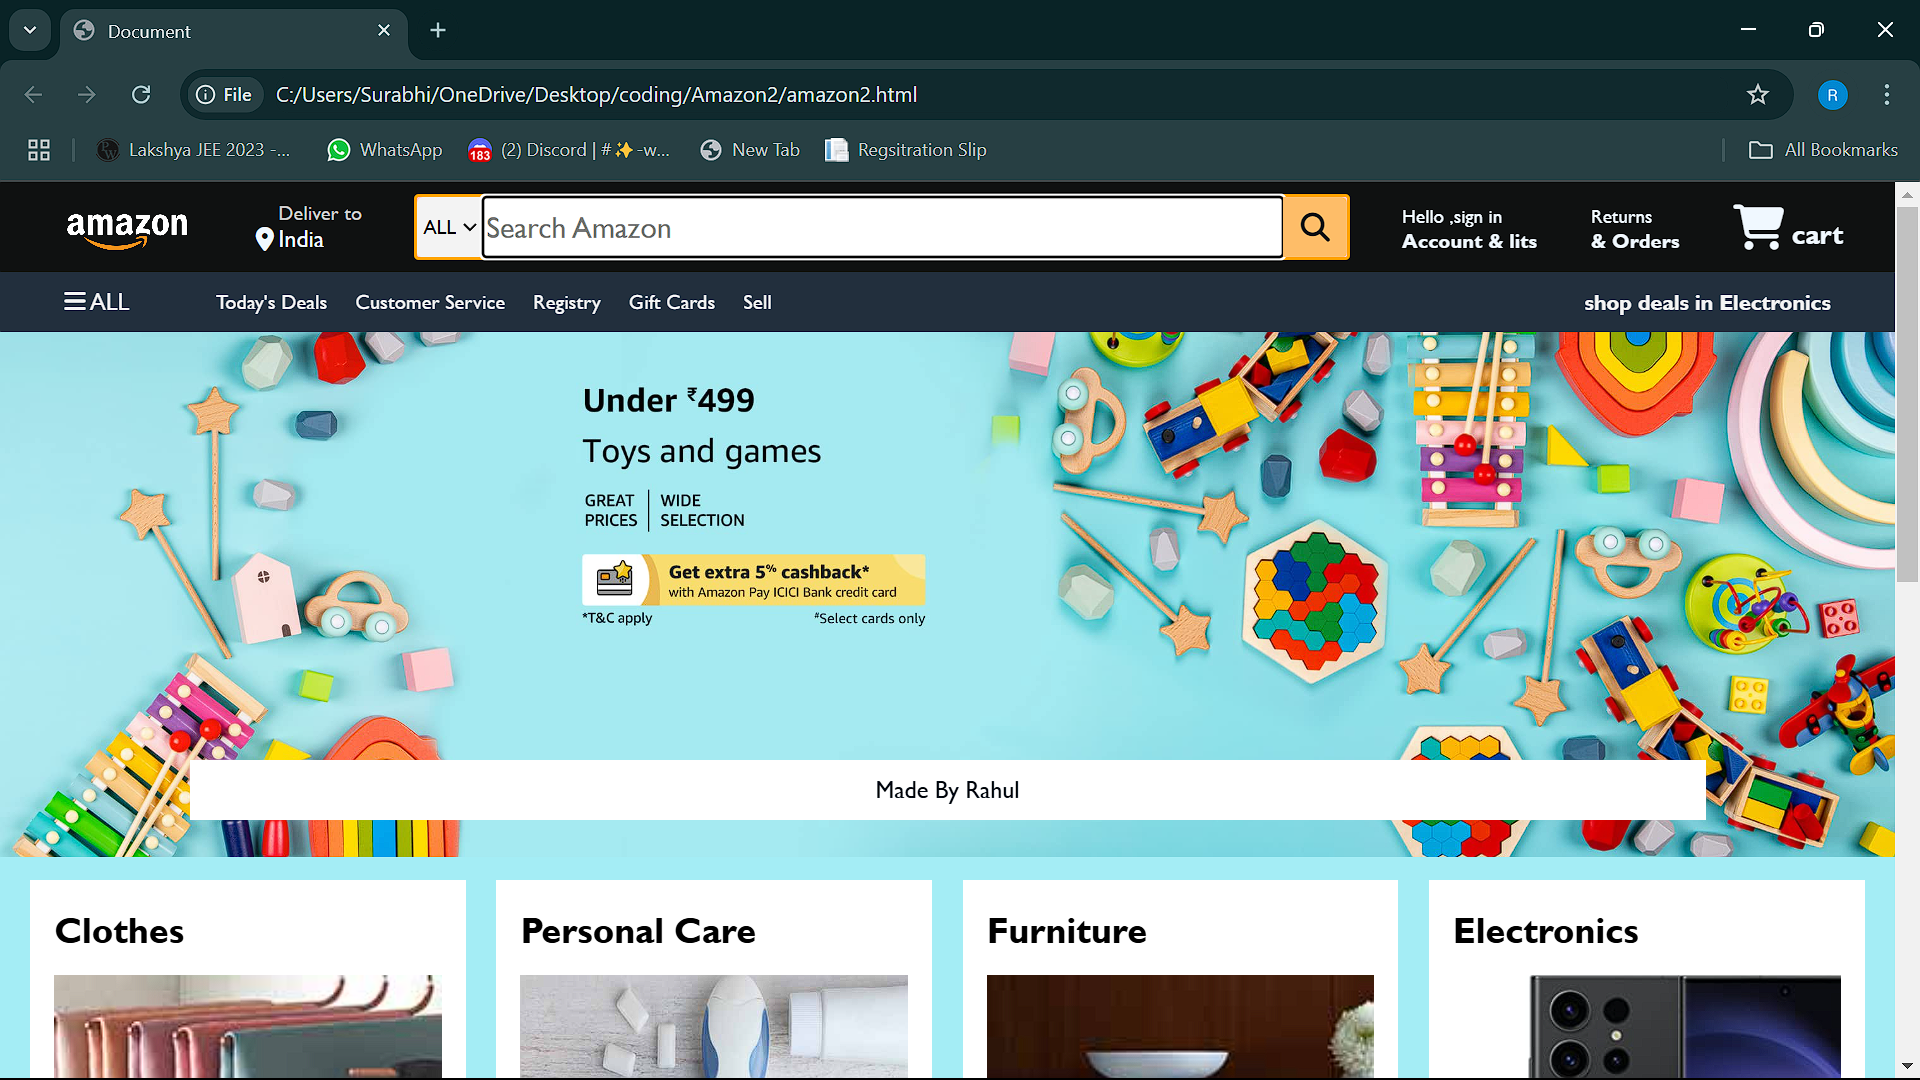 Document
File
C:/Users/Surabhi/OneDrive/Desktop/coding/Amazon2/amazon2.html
R
Lakshya JEE 2023 -...
WhatsApp
183
(2) Discord | #✨-w...
New Tab
Regsitration Slip
All Bookmarks
amazon
Deliver to
India
ALL
Search Amazon
Hello ,sign in
Account & lits
Returns
& Orders
cart
ALL
Today's Deals
Customer Service
Registry
Gift Cards
Sell
shop deals in Electronics
Under ₹499
Toys and games
GREAT PRICES
WIDE SELECTION
Get extra 5% cashback*
with Amazon Pay ICICI Bank credit card
*T&C apply
#Select cards only
Made By Rahul
Clothes
Personal Care
Furniture
Electronics